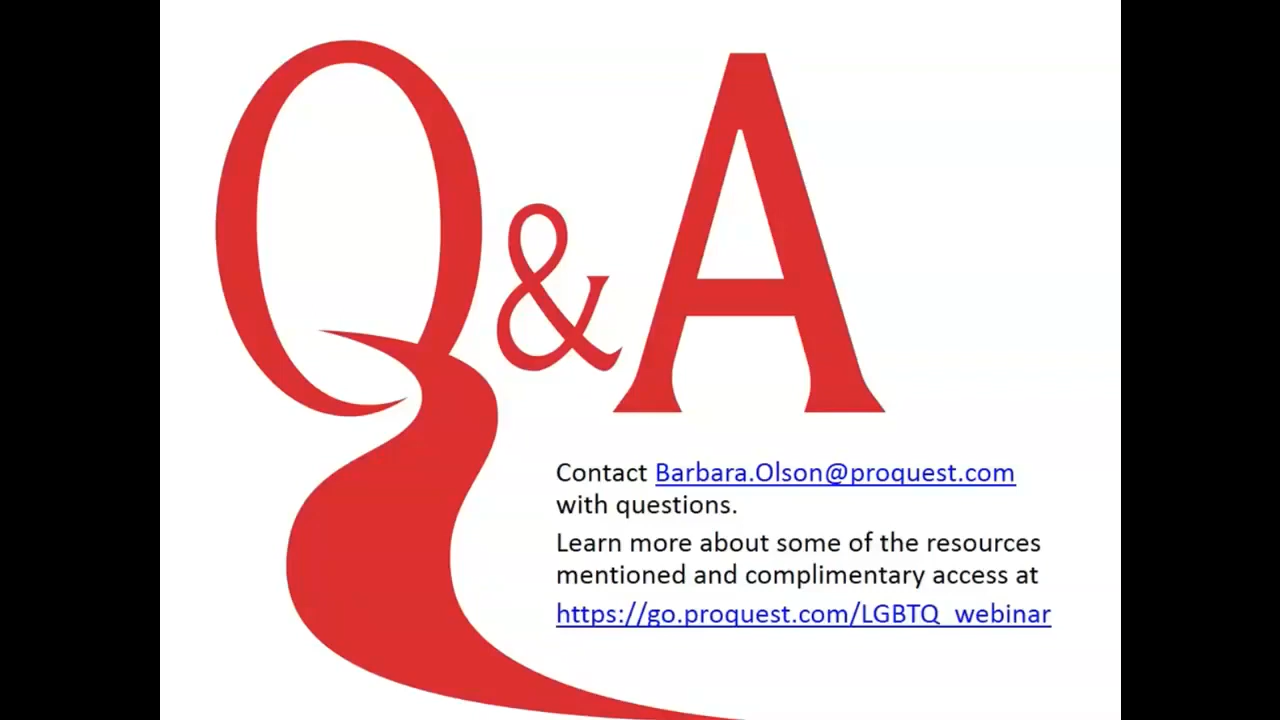 Q&A
Contact Barbara.Olson@proquest.com
with questions.
Learn more about some of the resources
mentioned and complimentary access at
https://go.proquest.com/LGBTQ_webinar